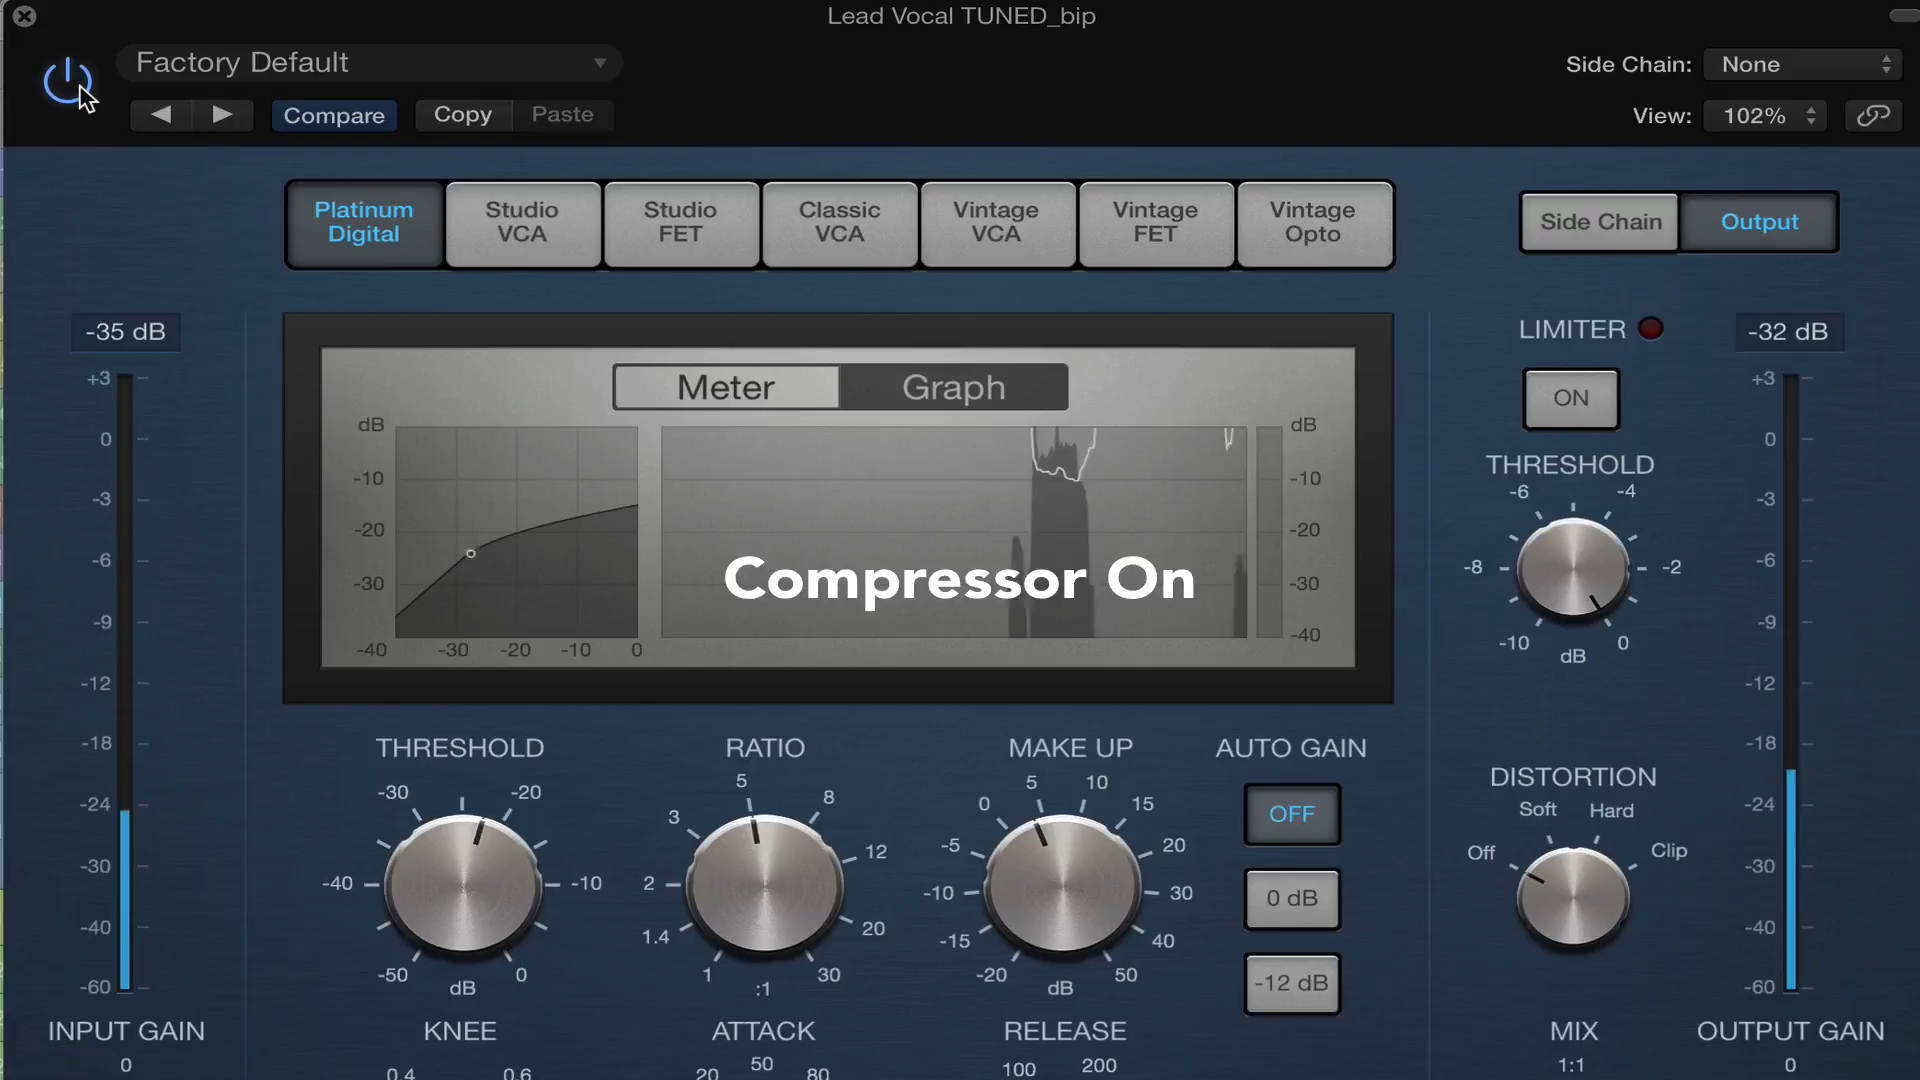 Lead Vocal TUNED_bip
Factory Default
Side Chain: None
Compare Copy Paste
View: 102%
Platinum Digital
Studio VCA
Studio FET
Classic VCA
Vintage VCA
Vintage FET
Vintage Opto
Side Chain Output
-35 dB
+3
0
-3
-6
-9
-12
-18
-24
-30
-40
-60
INPUT GAIN
0
Meter Graph
dB
-10
-20
-30
-40 -30 -20 -10 0
dB
-10
-20
-30
-40
Compressor On
THRESHOLD
-30 -20
-40 -10
-50 0
dB
RATIO
5
3 8
12
2
1.4 20
1 30
:1
MAKE UP
5 10
0 15
-5 20
-10 30
-15 40
-20 50
dB
AUTO GAIN
OFF
0 dB
-12 dB
KNEE
0.4 0.6
ATTACK
50
20 80
RELEASE
100 200
LIMITER
ON
THRESHOLD
-6 -4
-8 -2
-10 0
dB
DISTORTION
Soft Hard
Off Clip
MIX
1:1
-32 dB
+3
0
-3
-6
-9
-12
-18
-24
-30
-40
-60
OUTPUT GAIN
0